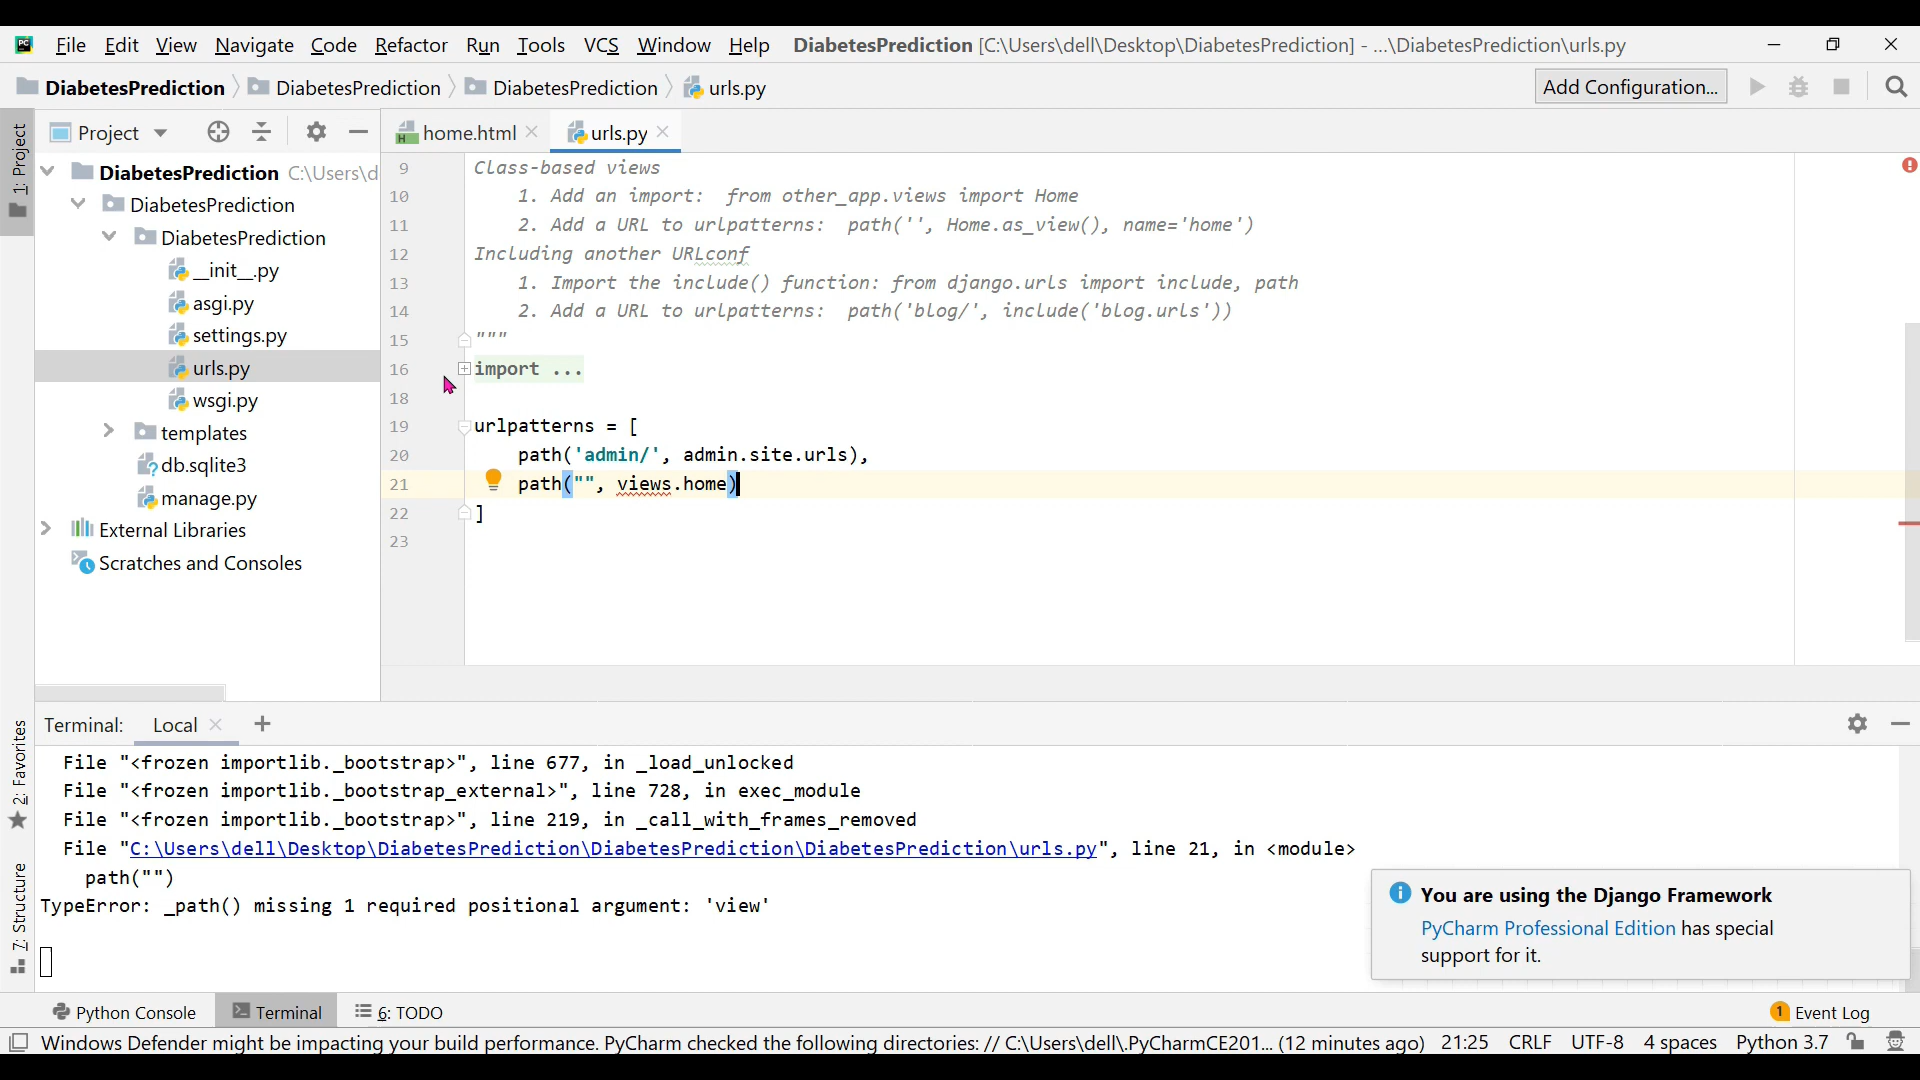 File Edit View Navigate Code Refactor Run Tools VCS Window Help DiabetesPrediction [C:\Users\dell\Desktop\DiabetesPrediction] - ...\DiabetesPrediction\urls.py
DiabetesPrediction DiabetesPrediction DiabetesPrediction urls.py Add Configuration...
1: Project
Project
home.html urls.py
DiabetesPrediction C:\Users\d
DiabetesPrediction
DiabetesPrediction
__init__.py
asgi.py
settings.py
urls.py
wsgi.py
templates
db.sqlite3
manage.py
External Libraries
Scratches and Consoles
9 Class-based views
10 1. Add an import:  from other_app.views import Home
11 2. Add a URL to urlpatterns:  path('', Home.as_view(), name='home')
12 Including another URLconf
13 1. Import the include() function: from django.urls import include, path
14 2. Add a URL to urlpatterns:  path('blog/', include('blog.urls'))
15 """
16 import ...
18
19 urlpatterns = [
20 path('admin/', admin.site.urls),
21 path("", views.home)
22 ]
23
2: Favorites
7: Structure
Terminal: Local
File "<frozen importlib._bootstrap>", line 677, in _load_unlocked
File "<frozen importlib._bootstrap_external>", line 728, in exec_module
File "<frozen importlib._bootstrap>", line 219, in _call_with_frames_removed
File "C:\Users\dell\Desktop\DiabetesPrediction\DiabetesPrediction\DiabetesPrediction\urls.py", line 21, in <module>
path("")
TypeError: _path() missing 1 required positional argument: 'view'
You are using the Django Framework
PyCharm Professional Edition has special
support for it.
Python Console Terminal 6: TODO 1 Event Log
Windows Defender might be impacting your build performance. PyCharm checked the following directories: // C:\Users\dell\.PyCharmCE201... (12 minutes ago) 21:25 CRLF UTF-8 4 spaces Python 3.7